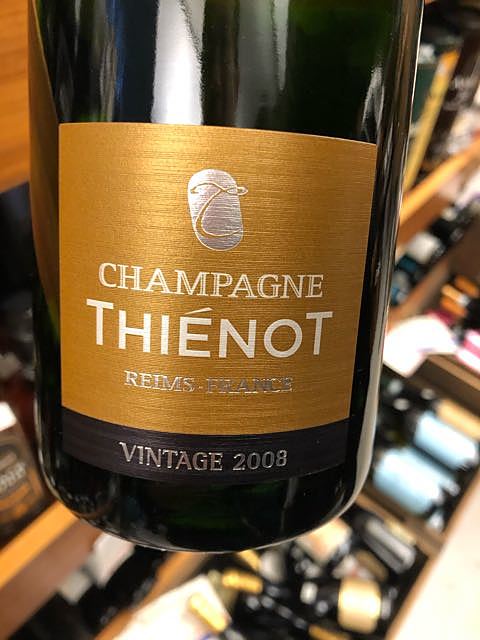 CHAMPAGNE
THIÉNOT
REIMS-FRANCE
VINTAGE 2008